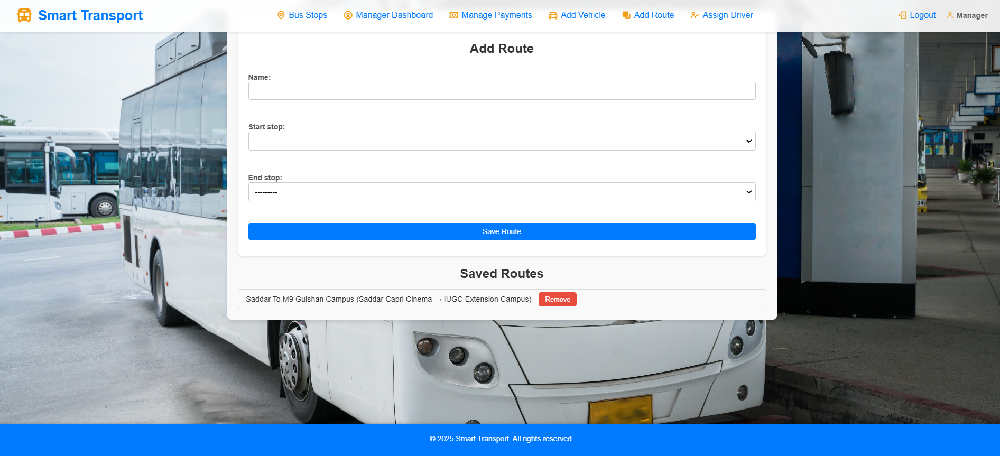 Smart Transport
Bus Stops
Manager Dashboard
Manage Payments
Add Vehicle
Add Route
Assign Driver
Logout
Manager
Add Route
Name:
Start stop:
---------
End stop:
---------
Save Route
Saved Routes
Saddar To M9 Gulshan Campus (Saddar Capri Cinema → IUGC Extension Campus)
Remove
© 2025 Smart Transport. All rights reserved.